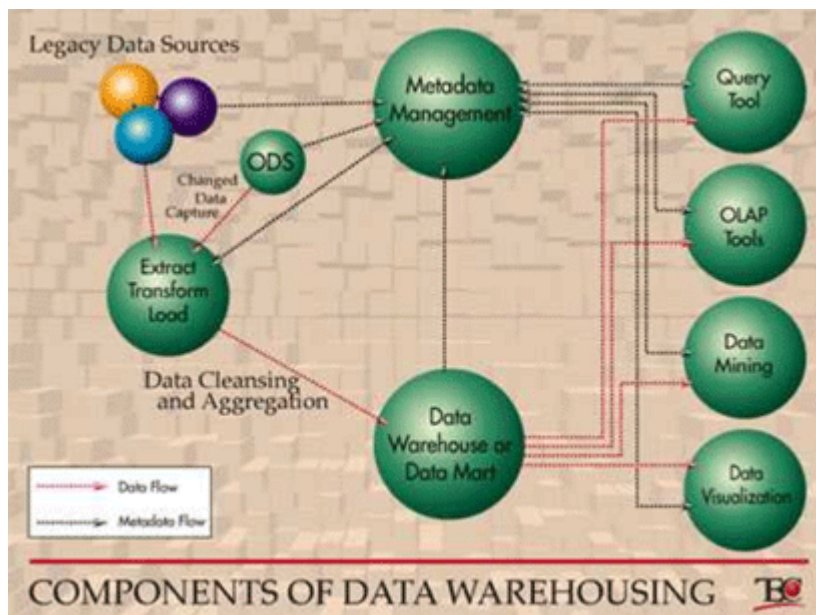 Legacy Data Sources
Metadata
Management
Query
Tool
ODS
Changed
Data
Capture
OLAP
Tools
Extract
Transform
Load
Data
Mining
Data Cleansing
and Aggregation
Data
Warehouse or
Data Mart
Data
Visualization
Data Flow
Metadata Flow
COMPONENTS OF DATA WAREHOUSING
TEC